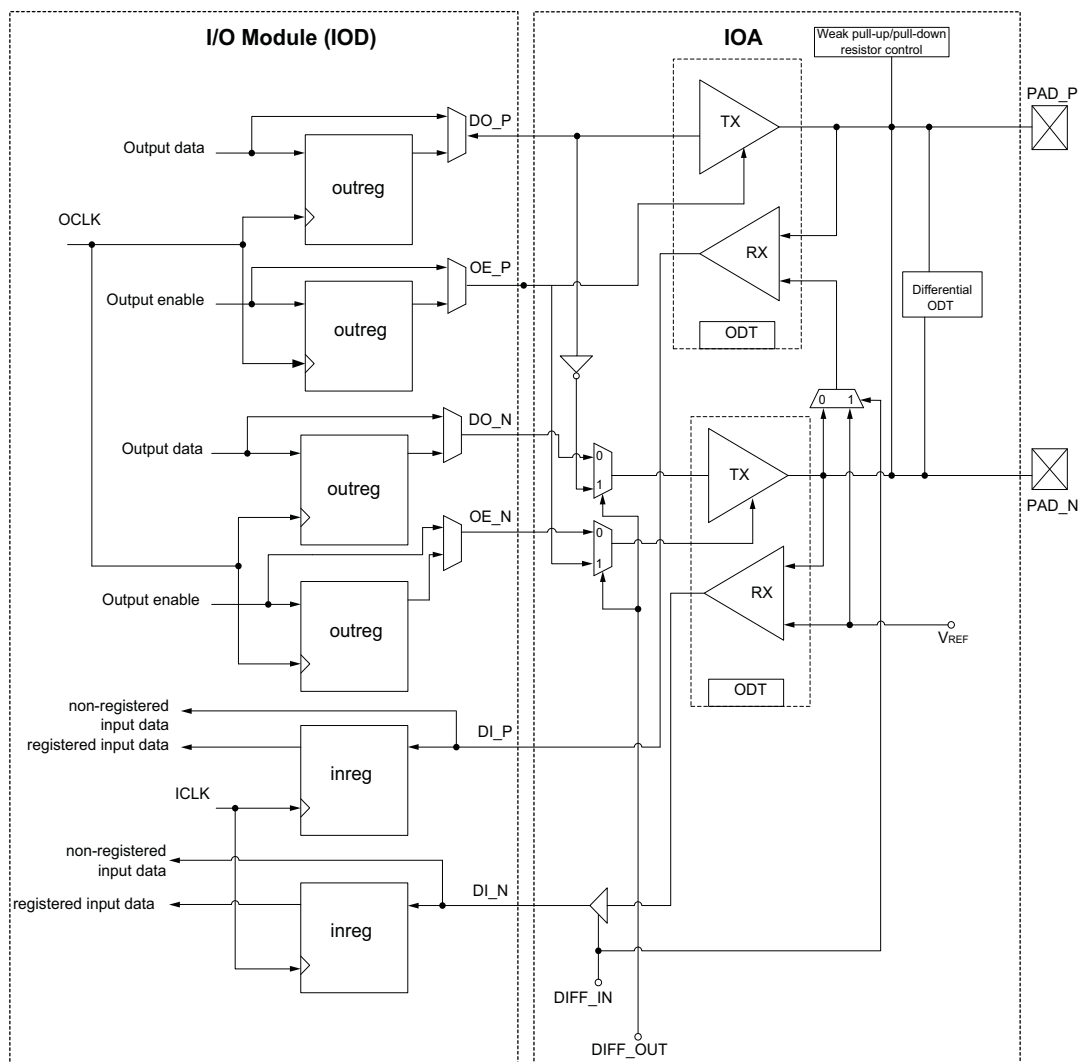 I/O Module (IOD)
IOA
Weak pull-up/pull-down
resistor control
PAD_P
TX
DO_P
Output data
outreg
OCLK
RX
OE_P
Output enable
outreg
Differential
ODT
ODT
0 1
DO_N
Output data
0
1
TX
outreg
PAD_N
OE_N
0
1
RX
Output enable
outreg
VREF
ODT
non-registered
input data
DI_P
registered input data
inreg
ICLK
non-registered
input data
DI_N
registered input data
inreg
DIFF_IN
DIFF_OUT